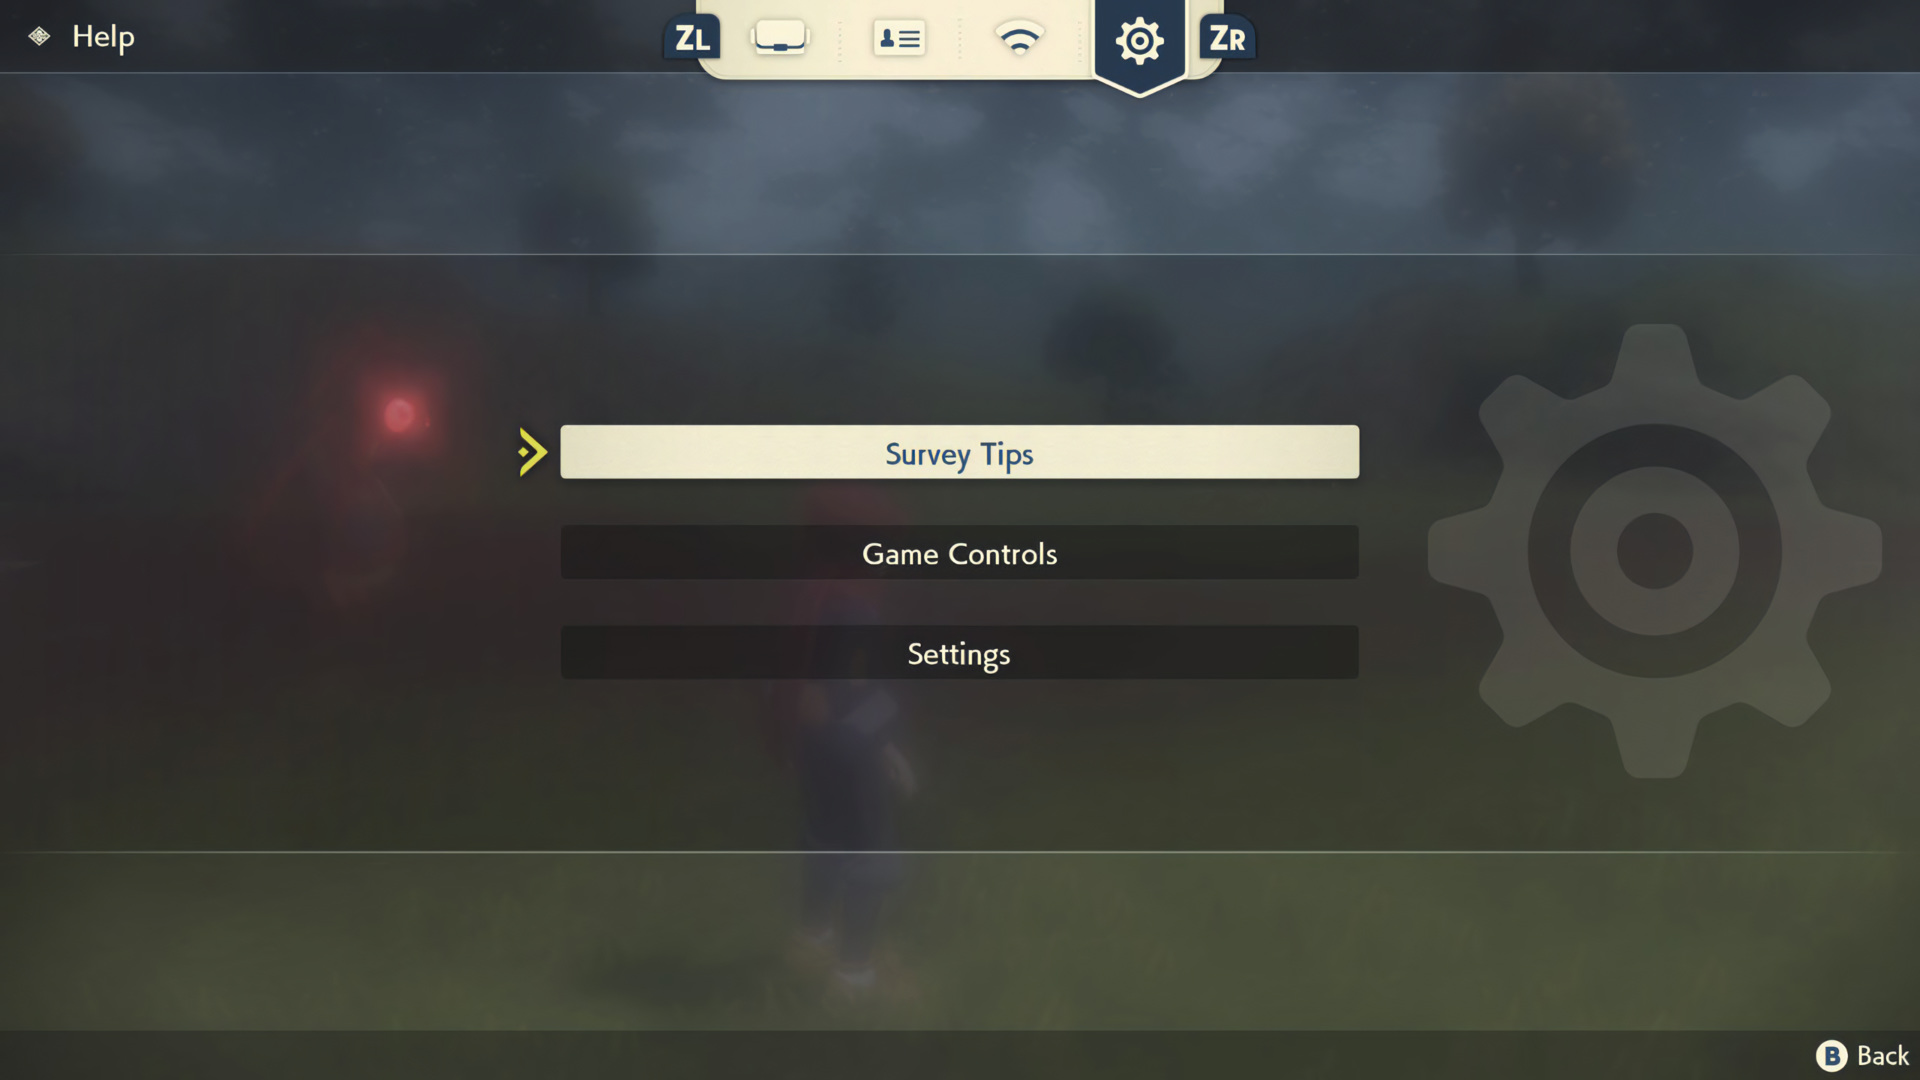 Help
ZL
ZR
Survey Tips
Game Controls
Settings
B Back